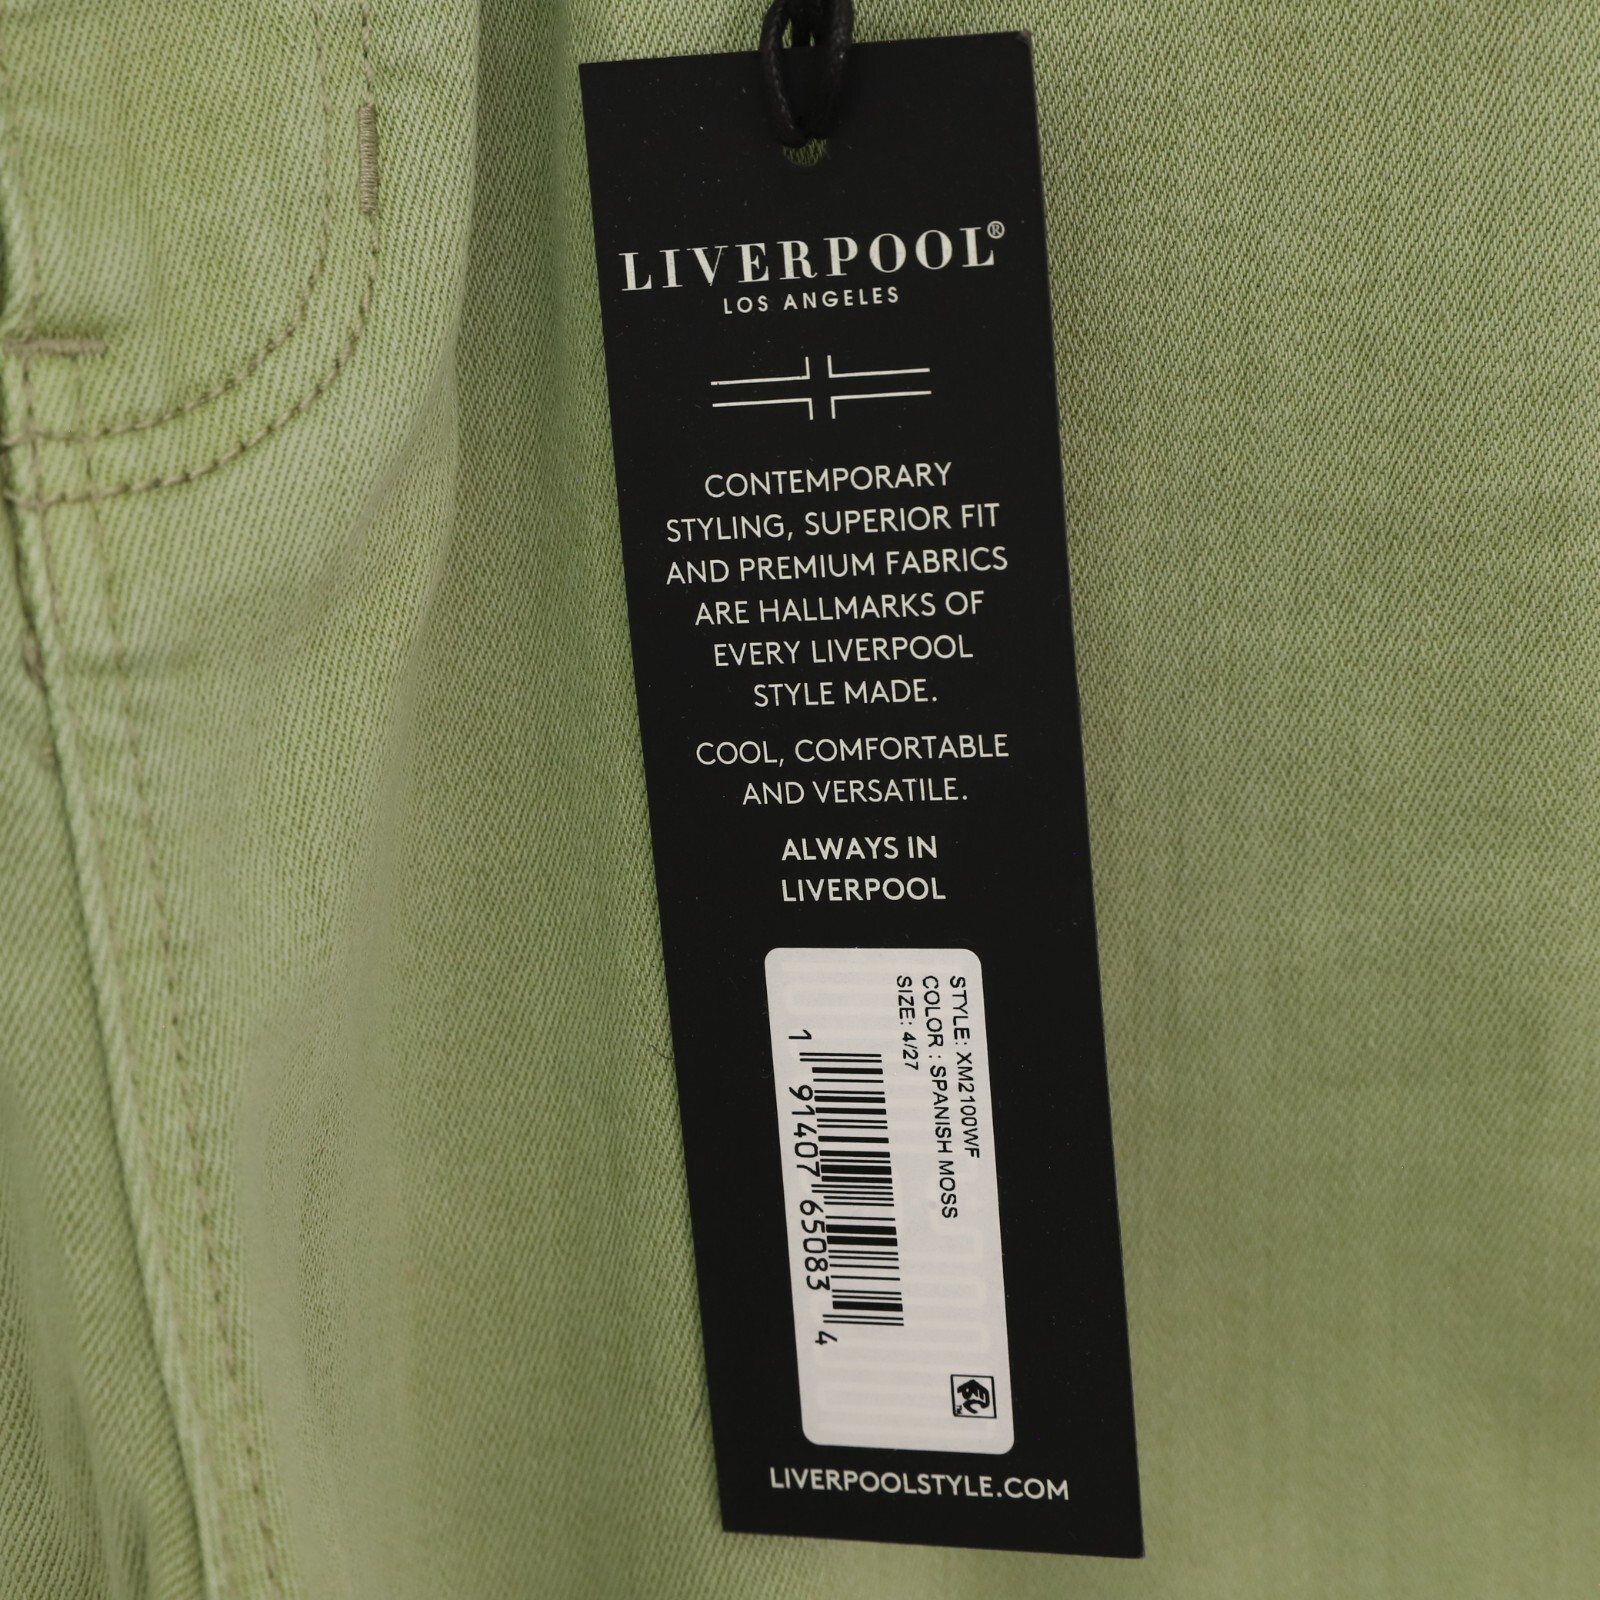 LIVERPOOL®
LOS ANGELES
CONTEMPORARY
STYLING, SUPERIOR FIT
AND PREMIUM FABRICS
ARE HALLMARKS OF
EVERY LIVERPOOL
STYLE MADE.
COOL, COMFORTABLE
AND VERSATILE.
ALWAYS IN
LIVERPOOL
STYLE: XM2100WF
COLOR : SPANISH MOSS
SIZE: 4/27
1 91407 65083 4
LIVERPOOLSTYLE.COM